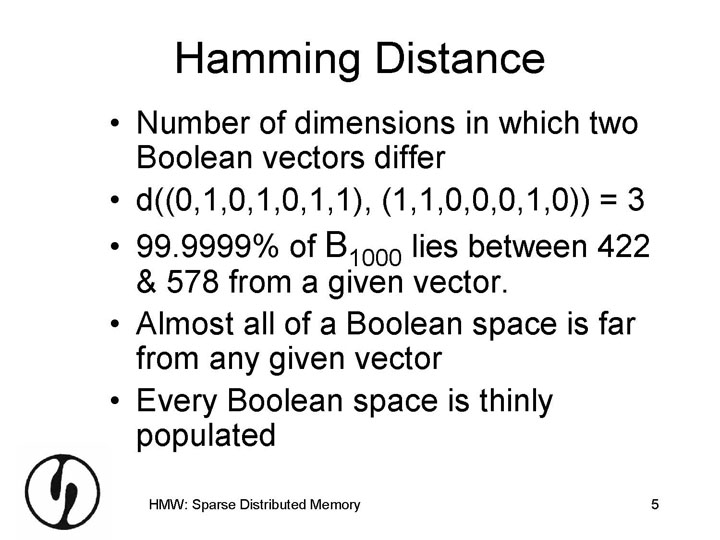 Hamming Distance
• Number of dimensions in which two
Boolean vectors differ
• d((0,1,0,1,0,1,1), (1,1,0,0,0,1,0)) = 3
• 99.9999% of B1000 lies between 422
& 578 from a given vector.
• Almost all of a Boolean space is far
from any given vector
• Every Boolean space is thinly
populated
HMW: Sparse Distributed Memory
5